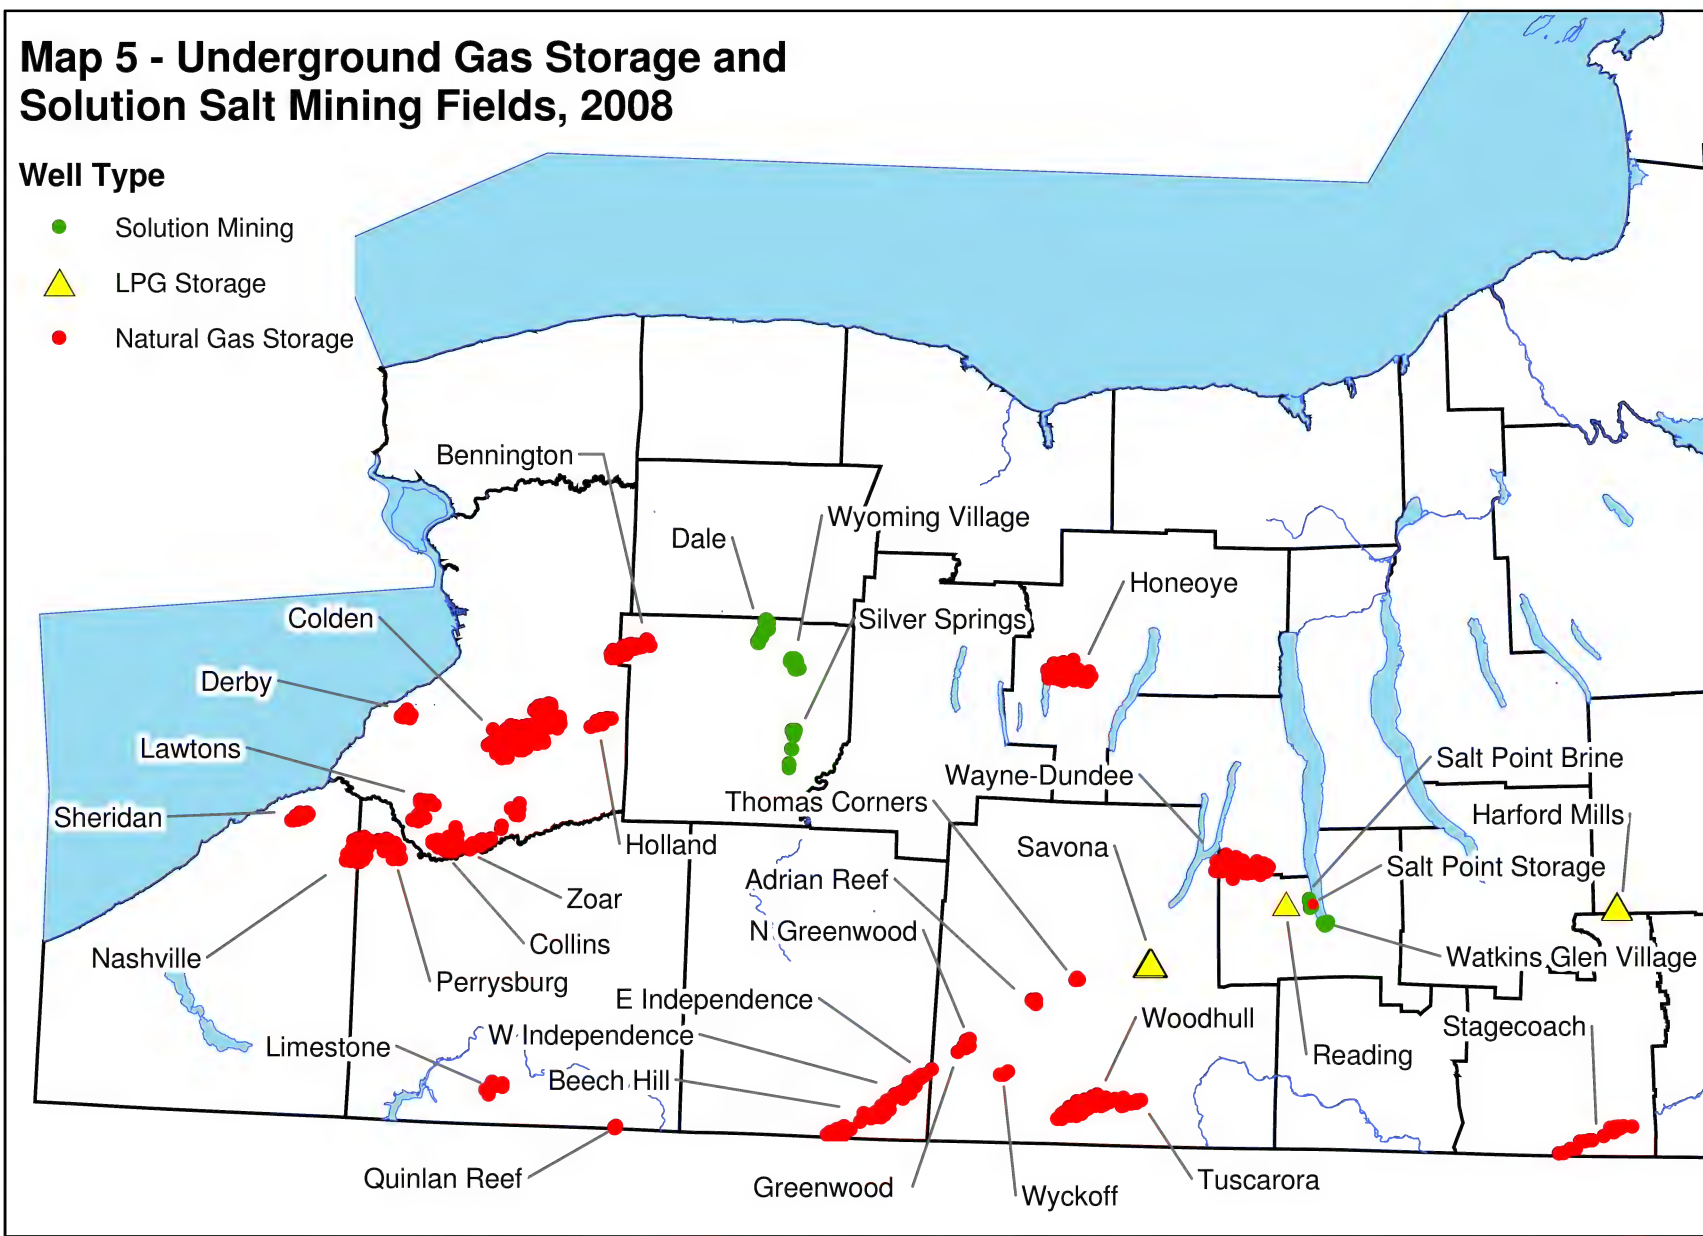 Map 5 - Underground Gas Storage and
Solution Salt Mining Fields, 2008
Well Type
Solution Mining
LPG Storage
Natural Gas Storage
Bennington
Wyoming Village
Dale
Honeoye
Colden
Silver Springs
Derby
Lawtons
Salt Point Brine
Wayne-Dundee
Thomas Corners
Sheridan
Harford Mills
Holland
Savona
Salt Point Storage
Adrian Reef
Zoar
N Greenwood
Collins
Nashville
Watkins Glen Village
Perrysburg
E Independence
Woodhull
Stagecoach
W Independence
Limestone
Reading
Beech Hill
Quinlan Reef
Tuscarora
Greenwood
Wyckoff